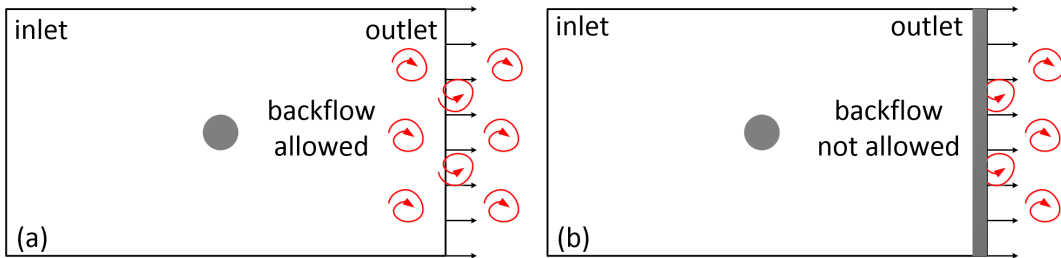 inlet
outlet
backflow
allowed
(a)
inlet
outlet
backflow
not allowed
(b)